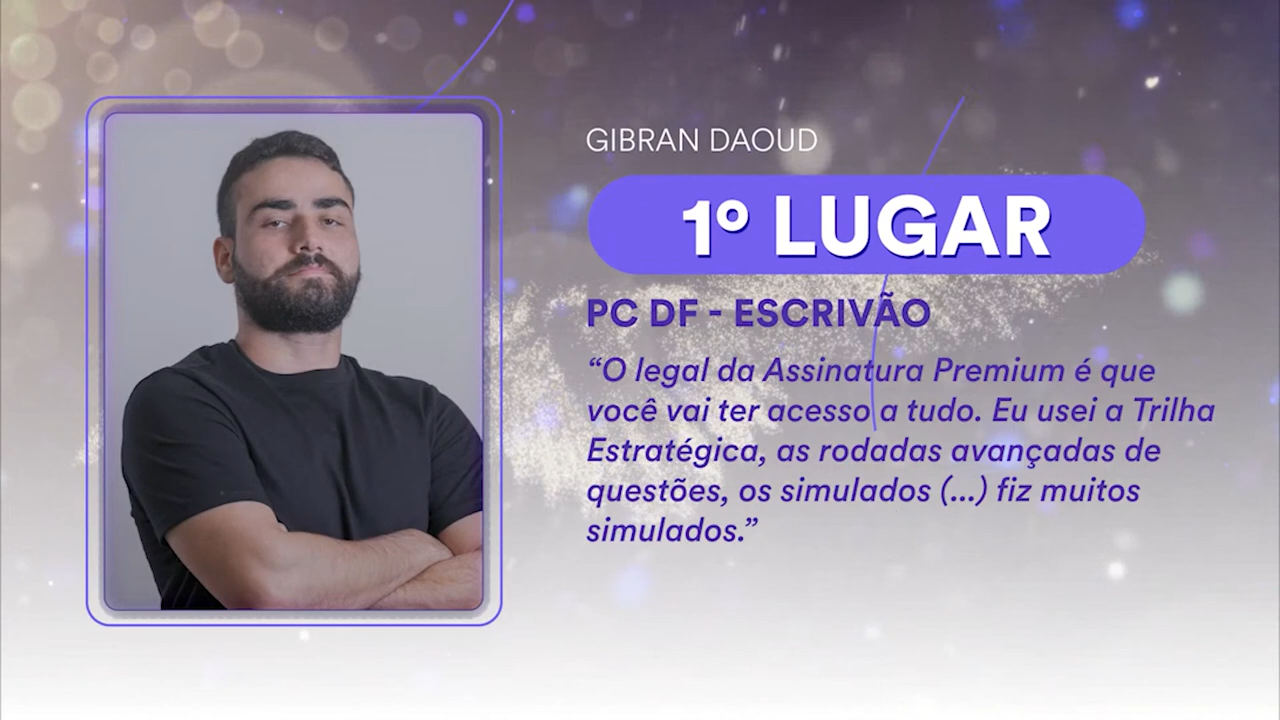 GIBRAN DAOUD
1º LUGAR
PC DF - ESCRIVÃO
“O legal da Assinatura Premium é que
você vai ter acesso a tudo. Eu usei a Trilha
Estratégica, as rodadas avançadas de
questões, os simulados (...) fiz muitos
simulados.”